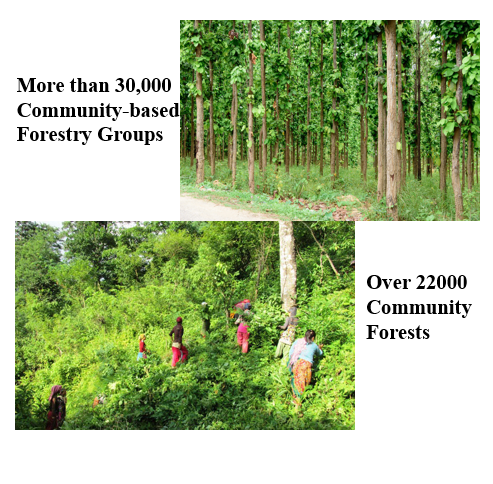 More than 30,000
Community-based
Forestry Groups
Over 22000
Community
Forests